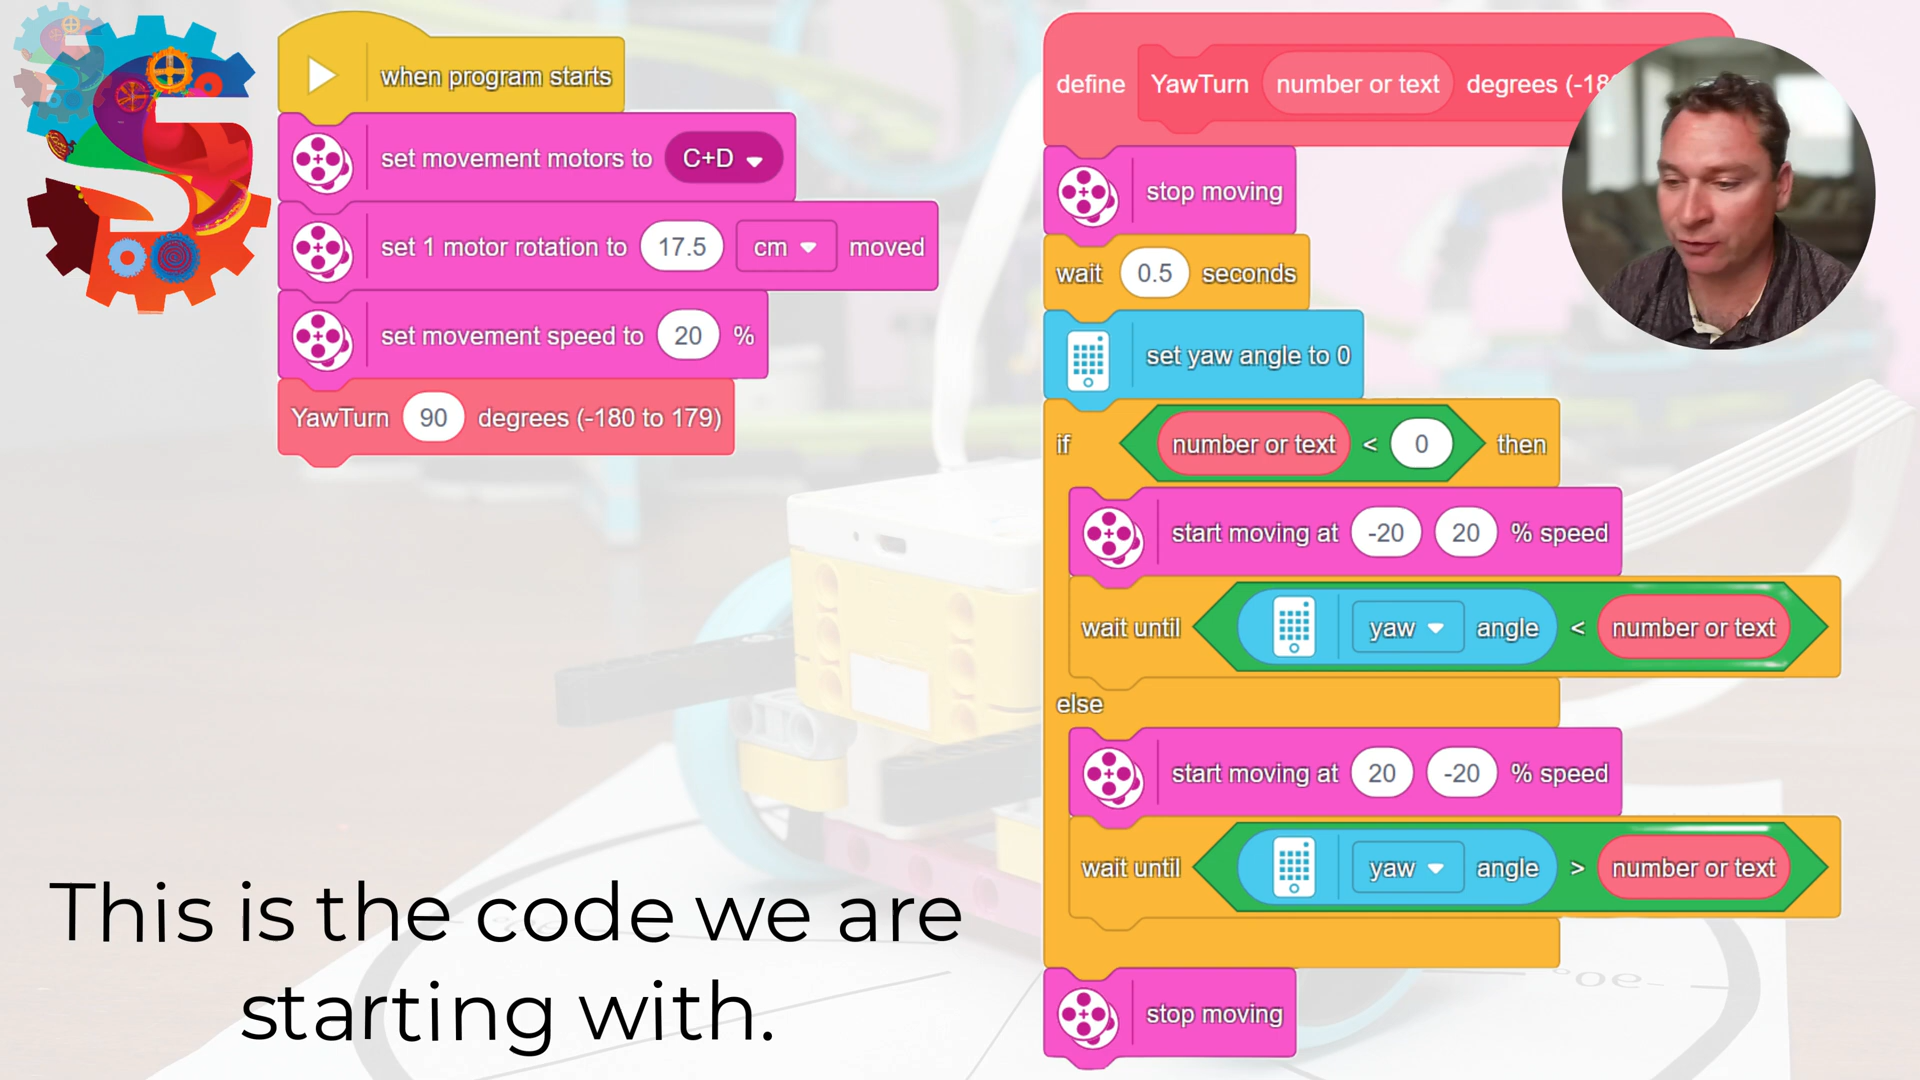 when program starts
set movement motors to C+D
set 1 motor rotation to 17.5 cm moved
set movement speed to 20 %
YawTurn 90 degrees (-180 to 179)
This is the code we are
starting with.
define YawTurn number or text degrees (-18
stop moving
wait 0.5 seconds
set yaw angle to 0
if number or text < 0 then
start moving at -20 20 % speed
wait until yaw angle < number or text
else
start moving at 20 -20 % speed
wait until yaw angle > number or text
stop moving